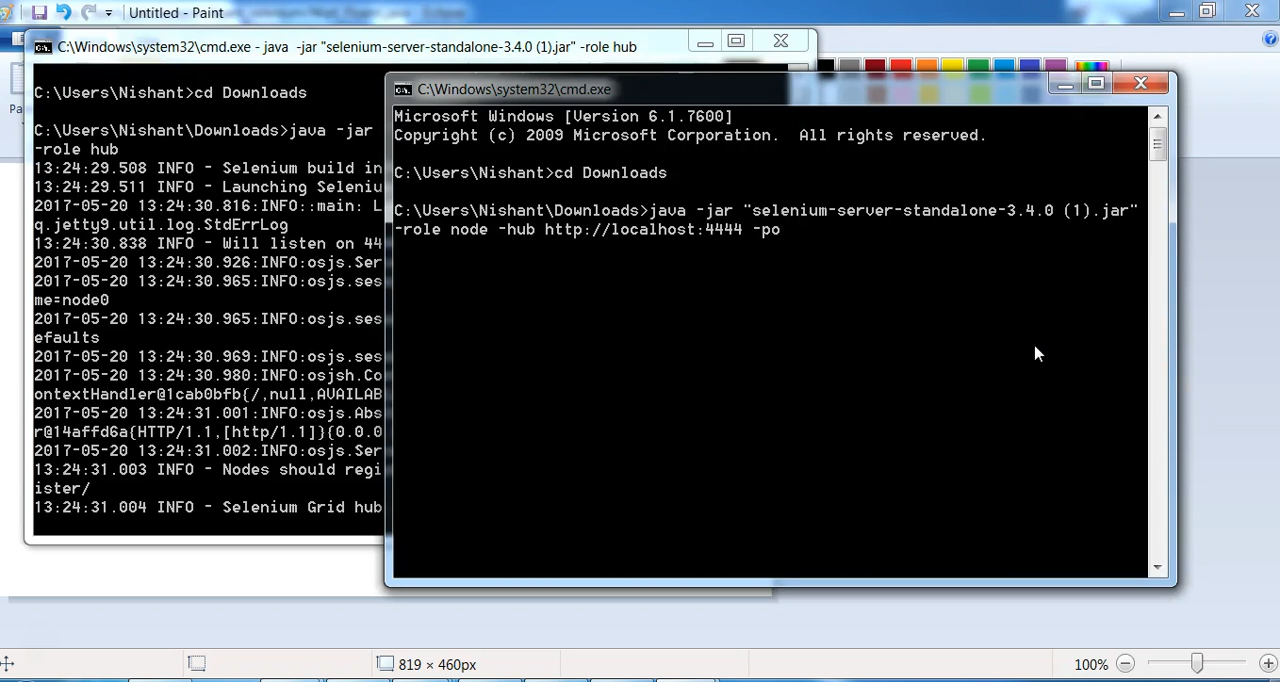 Untitled - Paint
C:\Windows\system32\cmd.exe - java -jar "selenium-server-standalone-3.4.0 (1).jar" -role hub
C:\Users\Nishant>cd Downloads
C:\Users\Nishant\Downloads>java -jar
-role hub
13:24:29.508 INFO - Selenium build in
13:24:29.511 INFO - Launching Seleniu
2017-05-20 13:24:30.816:INFO::main: L
q.jetty9.util.log.StdErrLog
13:24:30.838 INFO - Will listen on 44
2017-05-20 13:24:30.926:INFO:osjs.Ser
2017-05-20 13:24:30.965:INFO:osjs.ses
me=node0
2017-05-20 13:24:30.965:INFO:osjs.ses
efaults
2017-05-20 13:24:30.969:INFO:osjs.ses
2017-05-20 13:24:30.980:INFO:osjsh.Co
ontextHandler@1cab0bfb{/,null,AVAILAB
2017-05-20 13:24:31.001:INFO:osjs.Abs
r@14affd6a{HTTP/1.1,[http/1.1]}{0.0.0
2017-05-20 13:24:31.002:INFO:osjs.Ser
13:24:31.003 INFO - Nodes should regi
ister/
13:24:31.004 INFO - Selenium Grid hub
C:\Windows\system32\cmd.exe
Microsoft Windows [Version 6.1.7600]
Copyright (c) 2009 Microsoft Corporation.  All rights reserved.
C:\Users\Nishant>cd Downloads
C:\Users\Nishant\Downloads>java -jar "selenium-server-standalone-3.4.0 (1).jar"
-role node -hub http://localhost:4444 -po
819 × 460px
100%